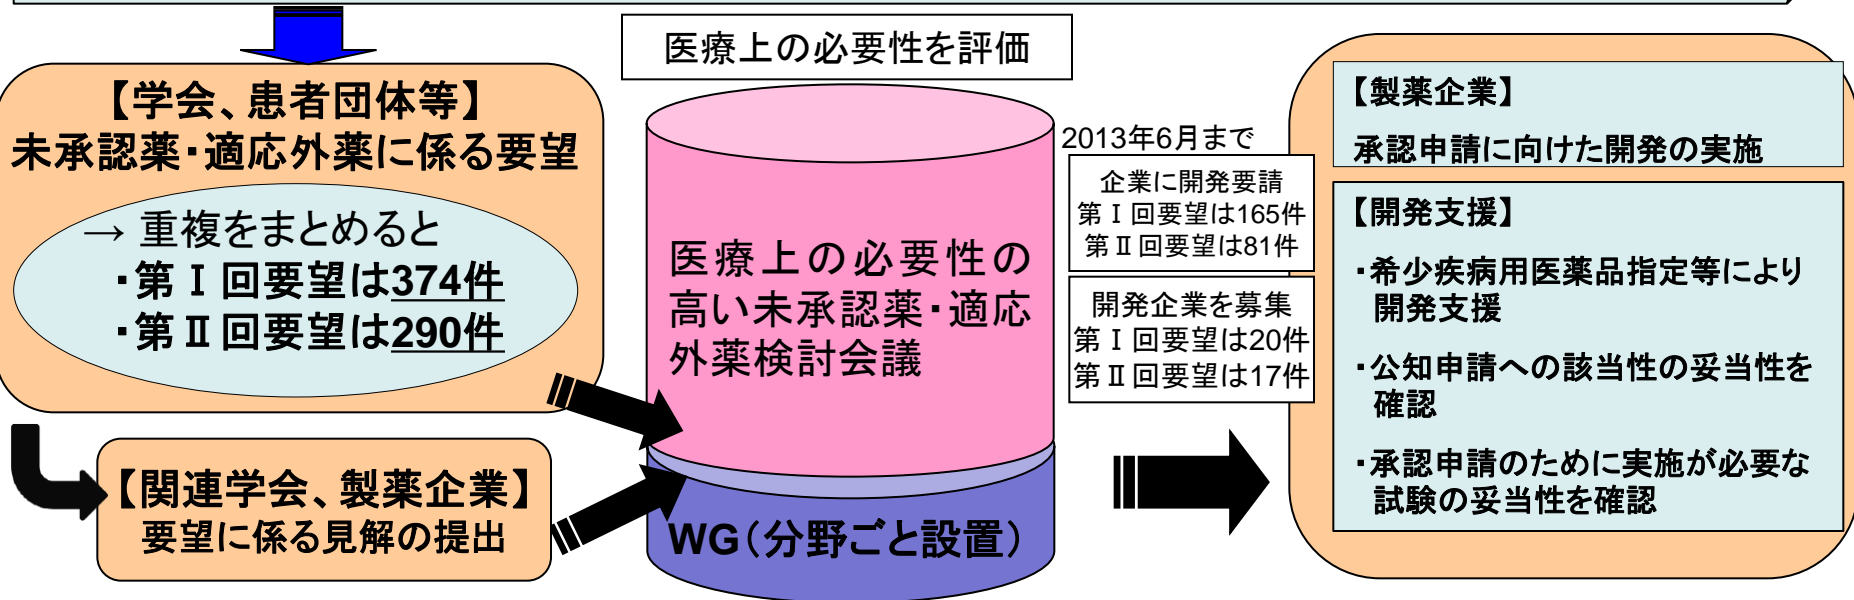 【学会、患者団体等】
未承認薬・適応外薬に係る要望
→ 重複をまとめると
・第Ⅰ回要望は374件
・第Ⅱ回要望は290件
【関連学会、製薬企業】
要望に係る見解の提出
医療上の必要性を評価
医療上の必要性の
高い未承認薬・適応
外薬検討会議
WG(分野ごと設置)
2013年6月まで
企業に開発要請
第Ⅰ回要望は165件
第Ⅱ回要望は81件
開発企業を募集
第Ⅰ回要望は20件
第Ⅱ回要望は17件
【製薬企業】
承認申請に向けた開発の実施
【開発支援】
・希少疾病用医薬品指定等により
開発支援
・公知申請への該当性の妥当性を
確認
・承認申請のために実施が必要な
試験の妥当性を確認